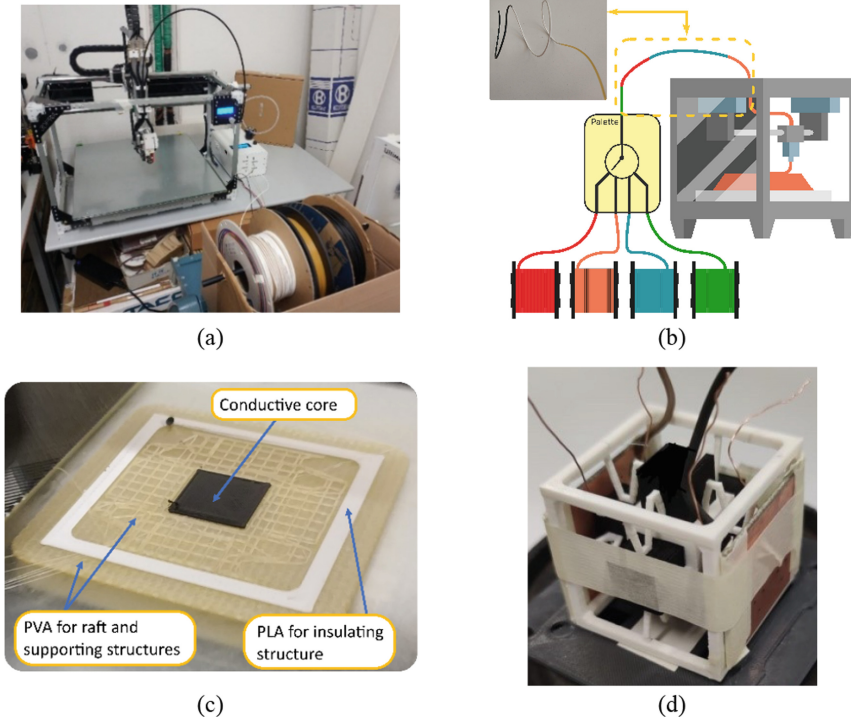 (a)
Palette
(b)
Conductive core
PVA for raft and
supporting structures
PLA for insulating
structure
(c)
(d)